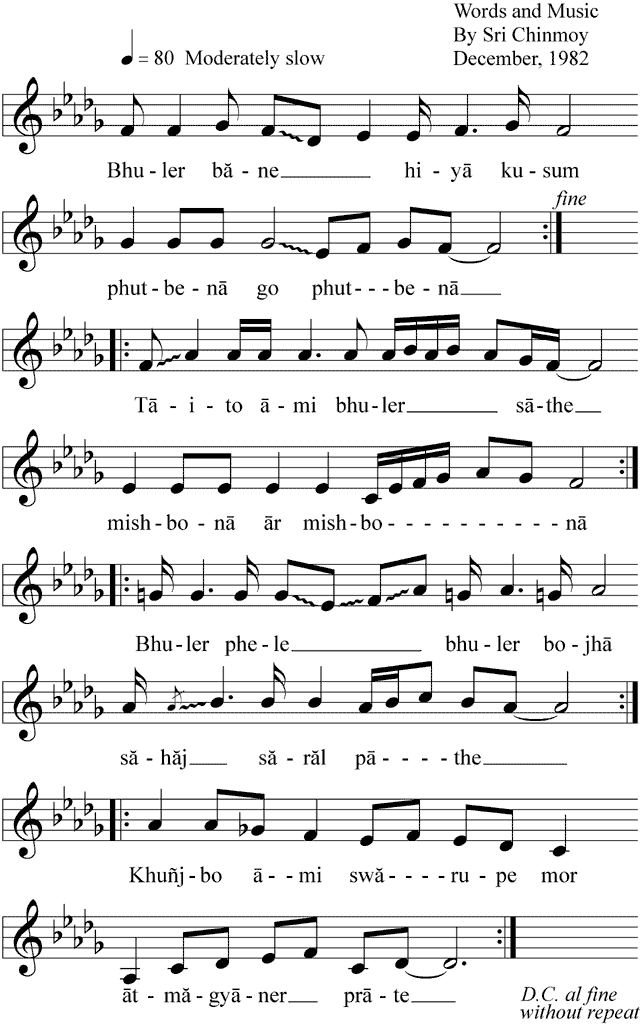 Words and Music
By Sri Chinmoy
♩ = 80 Moderately slow December, 1982
Bhu - ler bă - ne hi - yā ku - sum
fine
phut - be - nā go phut - - - be - nā
Tā - i - to ā - mi bhu - ler sā - the
mish - bo - nā ār mish - bo - - - - - - - - - - nā
Bhu - ler phe - le bhu - ler bo - jhā
să - hăj să - răl pā - - - - - the
Khuñj - bo ā - - mi swă - - - - - ru - pe mor
āt - mă - gyă - ner prā - te
D.C. al fine
without repeat